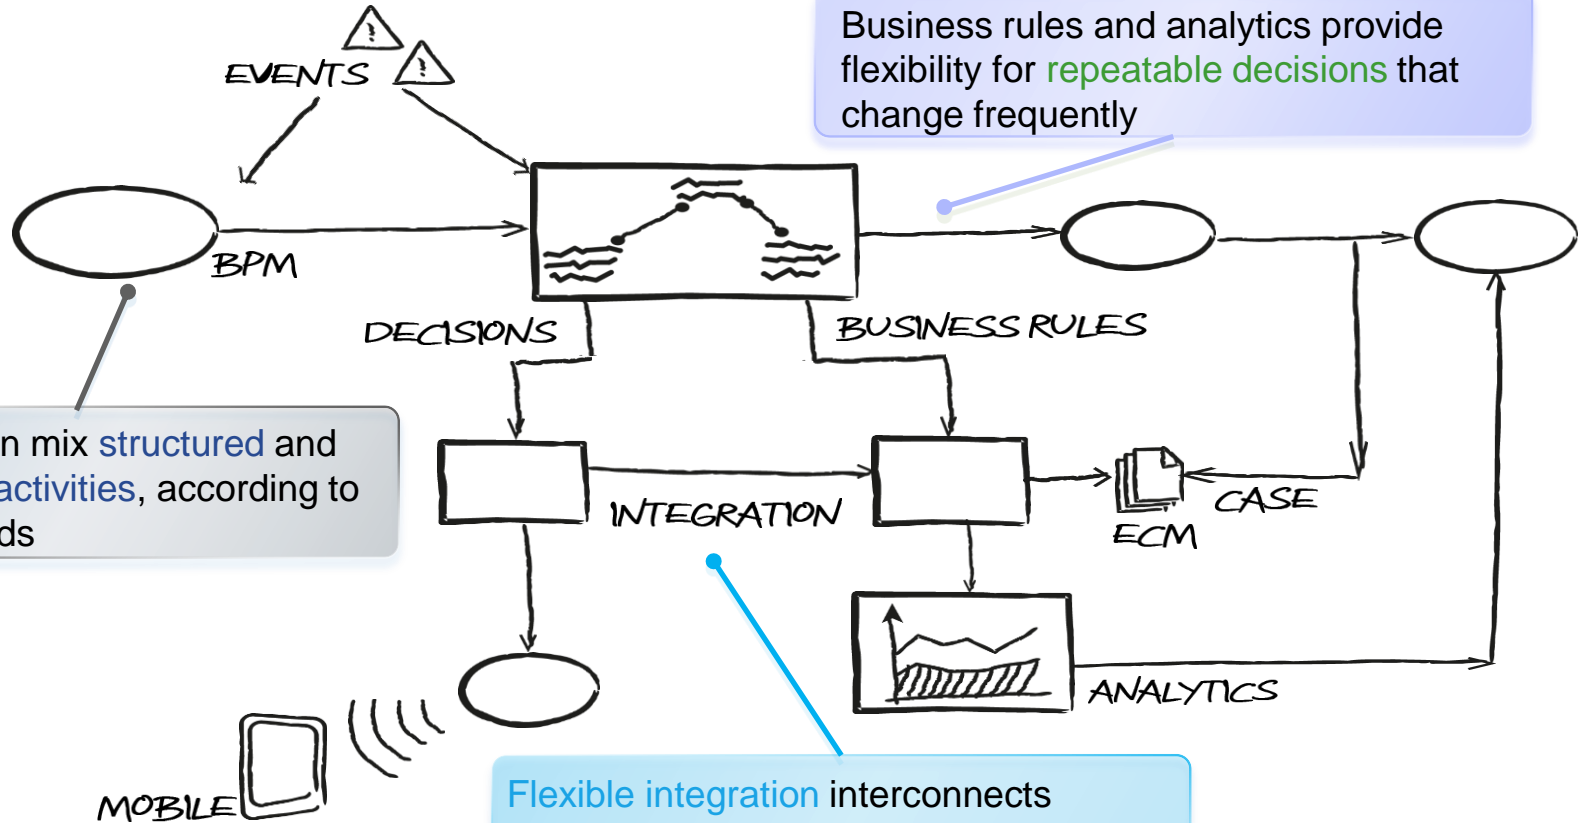 Business rules and analytics provide
flexibility for repeatable decisions that
change frequently
EVENTS
BPM
DECISIONS
BUSINESS RULES
mix structured and
activities, according to
INTEGRATION
CASE
ECM
ANALYTICS
MOBILE
Flexible integration interconnects